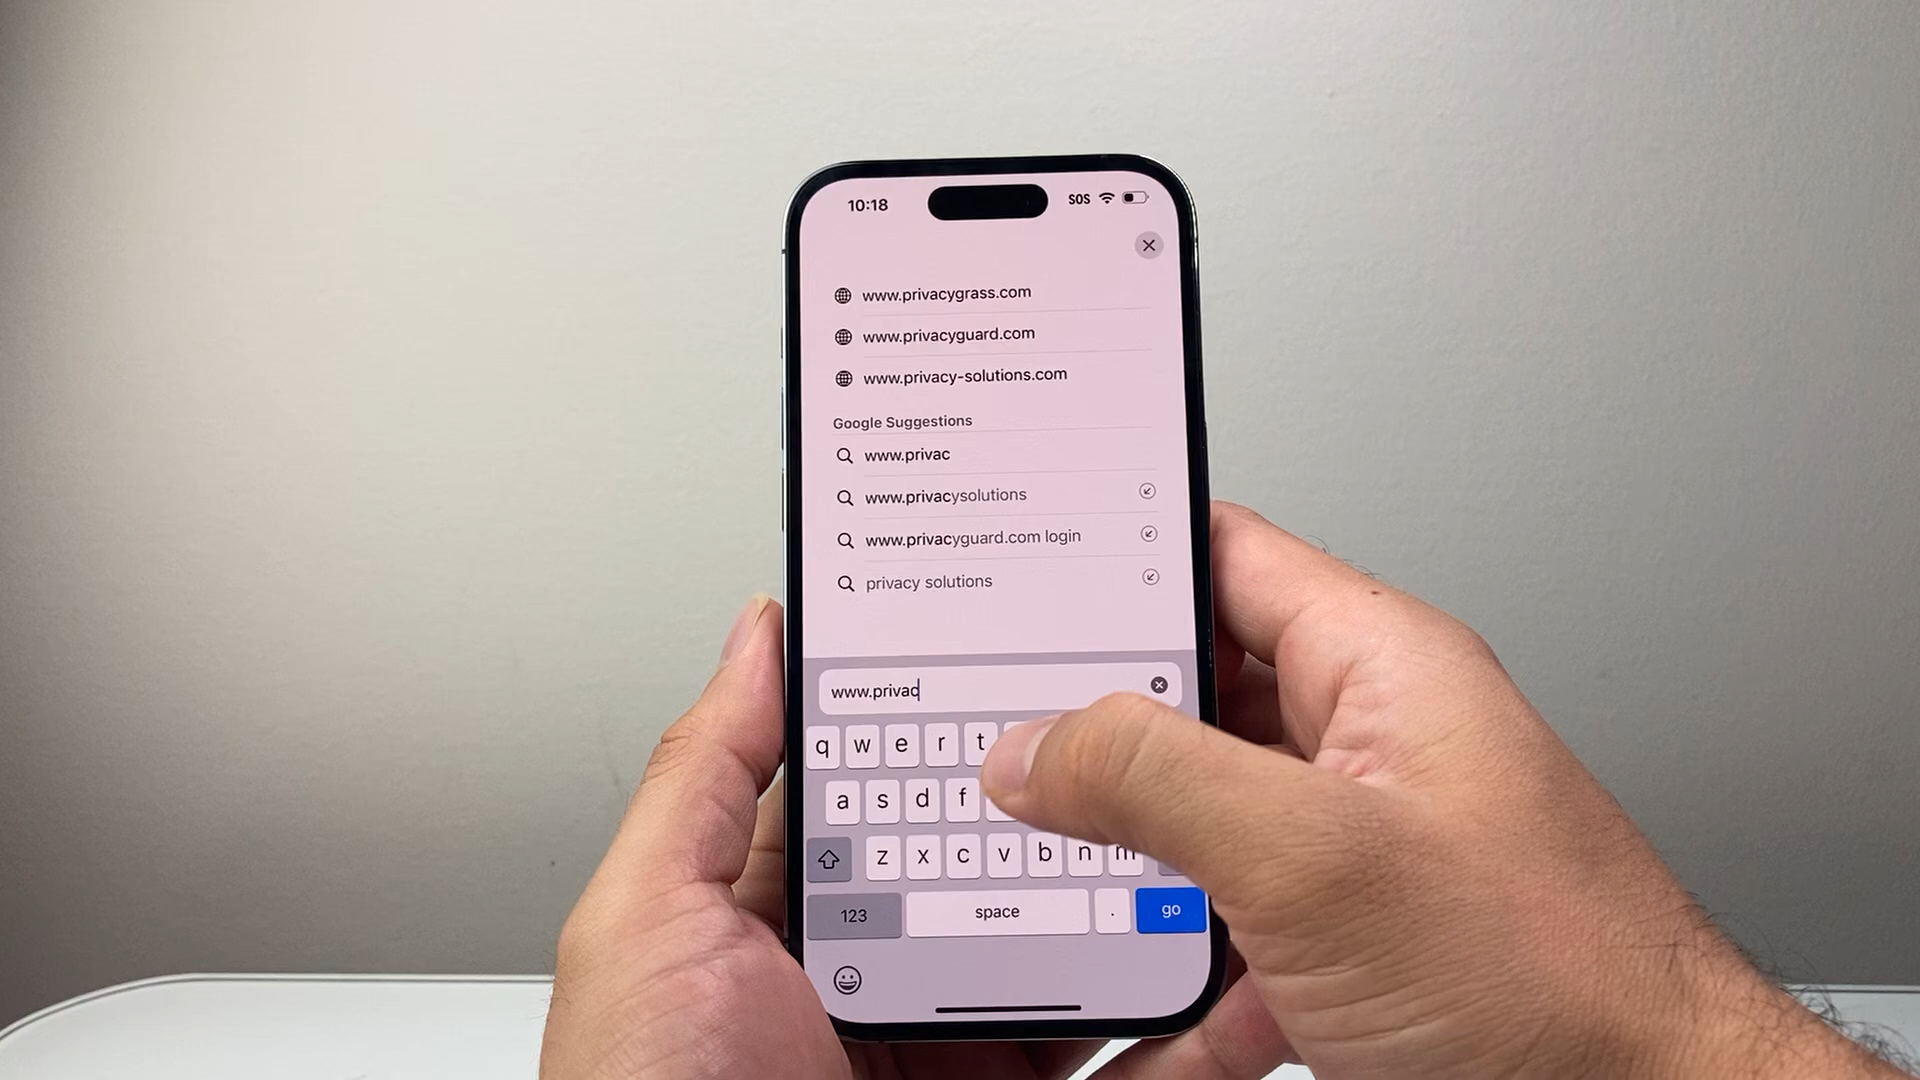 10:18 SOS
www.privacygrass.com
www.privacyguard.com
www.privacy-solutions.com
Google Suggestions
www.privac
www.privacysolutions
www.privacyguard.com login
privacy solutions
www.privac
q w e r t
a s d f
z x c v b n m
123 space . go